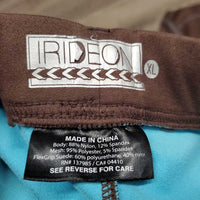 IRIDEON
XL
MADE IN CHINA
Body: 88% Nylon, 12% Spandex
Mesh: 95% Polyester, 5% Spandex
FlexGrip Suede: 60% polyurethane, 40% nylon
RN# 137985 / CA# 04410
SEE REVERSE FOR CARE